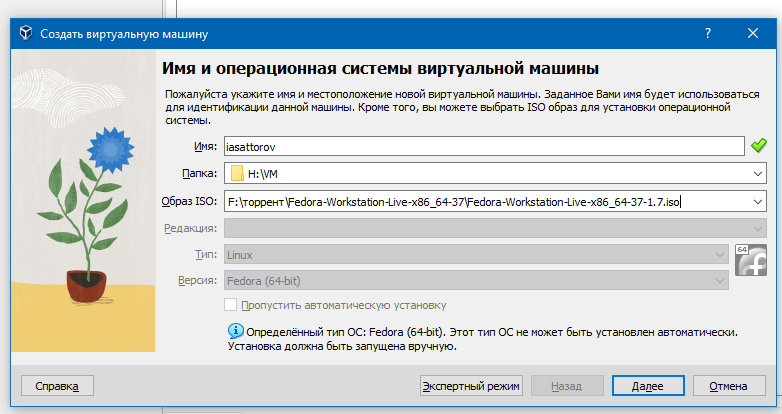 Создать виртуальную машину
?
Имя и операционная системы виртуальной машины
Пожалуйста укажите имя и местоположение новой виртуальной машины. Заданное Вами имя будет использоваться
для идентификации данной машины. Кроме того, вы можете выбрать ISO образ для установки операционной
системы.
Имя: iasattorov
Папка: H:\VM
Образ ISO: F:\торрент\Fedora-Workstation-Live-x86_64-37\Fedora-Workstation-Live-x86_64-37-1.7.iso
Редакция:
Тип: Linux
64
Версия: Fedora (64-bit)
Пропустить автоматическую установку
Определённый тип ОС: Fedora (64-bit). Этот тип ОС не может быть установлен автоматически.
Установка должна быть запущена вручную.
Справка Экспертный режим Назад Далее Отмена